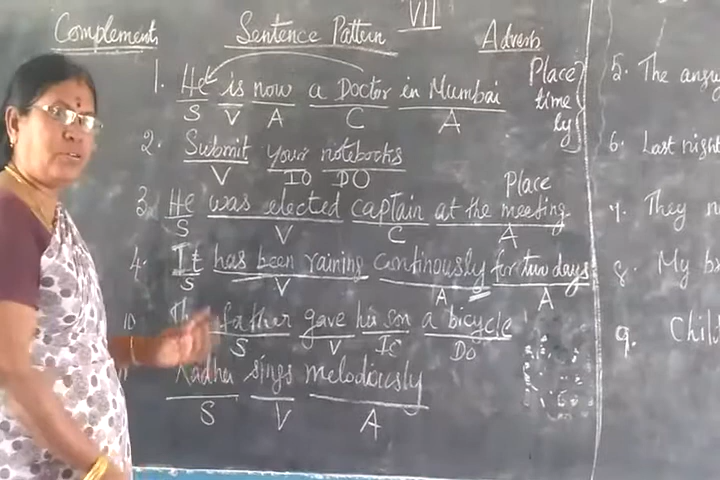 VII
Complement Sentence Pattern Adverb
1. He is now a Doctor in Mumbai Place
S V A C A time
ly
2. Submit your notebooks
V IO DO
Place
3. He was elected captain at the meeting
S V C A
4. It has been raining continously for two days
S V A A
10 father gave his son a bicycle
S V IO DO
Radha sings melodiously
S V A
5. The angry
6. Last night
7. They
8. My
9.